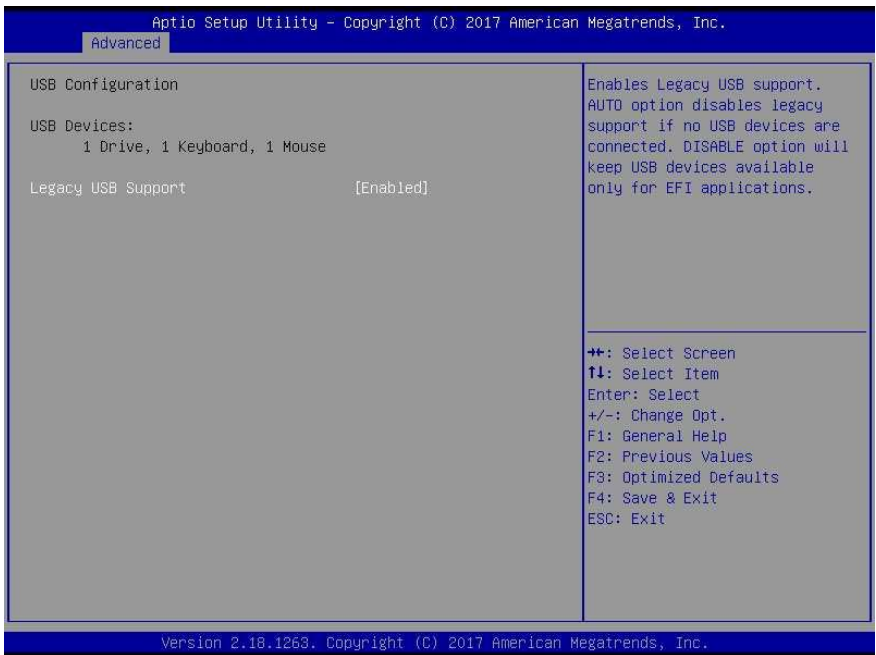 Aptio Setup Utility – Copyright (C) 2017 American Megatrends, Inc.
Advanced
USB Configuration
USB Devices:
1 Drive, 1 Keyboard, 1 Mouse
Legacy USB Support [Enabled]
Enables Legacy USB support.
AUTO option disables legacy
support if no USB devices are
connected. DISABLE option will
keep USB devices available
only for EFI applications.
→←: Select Screen
↑↓: Select Item
Enter: Select
+/-: Change Opt.
F1: General Help
F2: Previous Values
F3: Optimized Defaults
F4: Save & Exit
ESC: Exit
Version 2.18.1263. Copyright (C) 2017 American Megatrends, Inc.